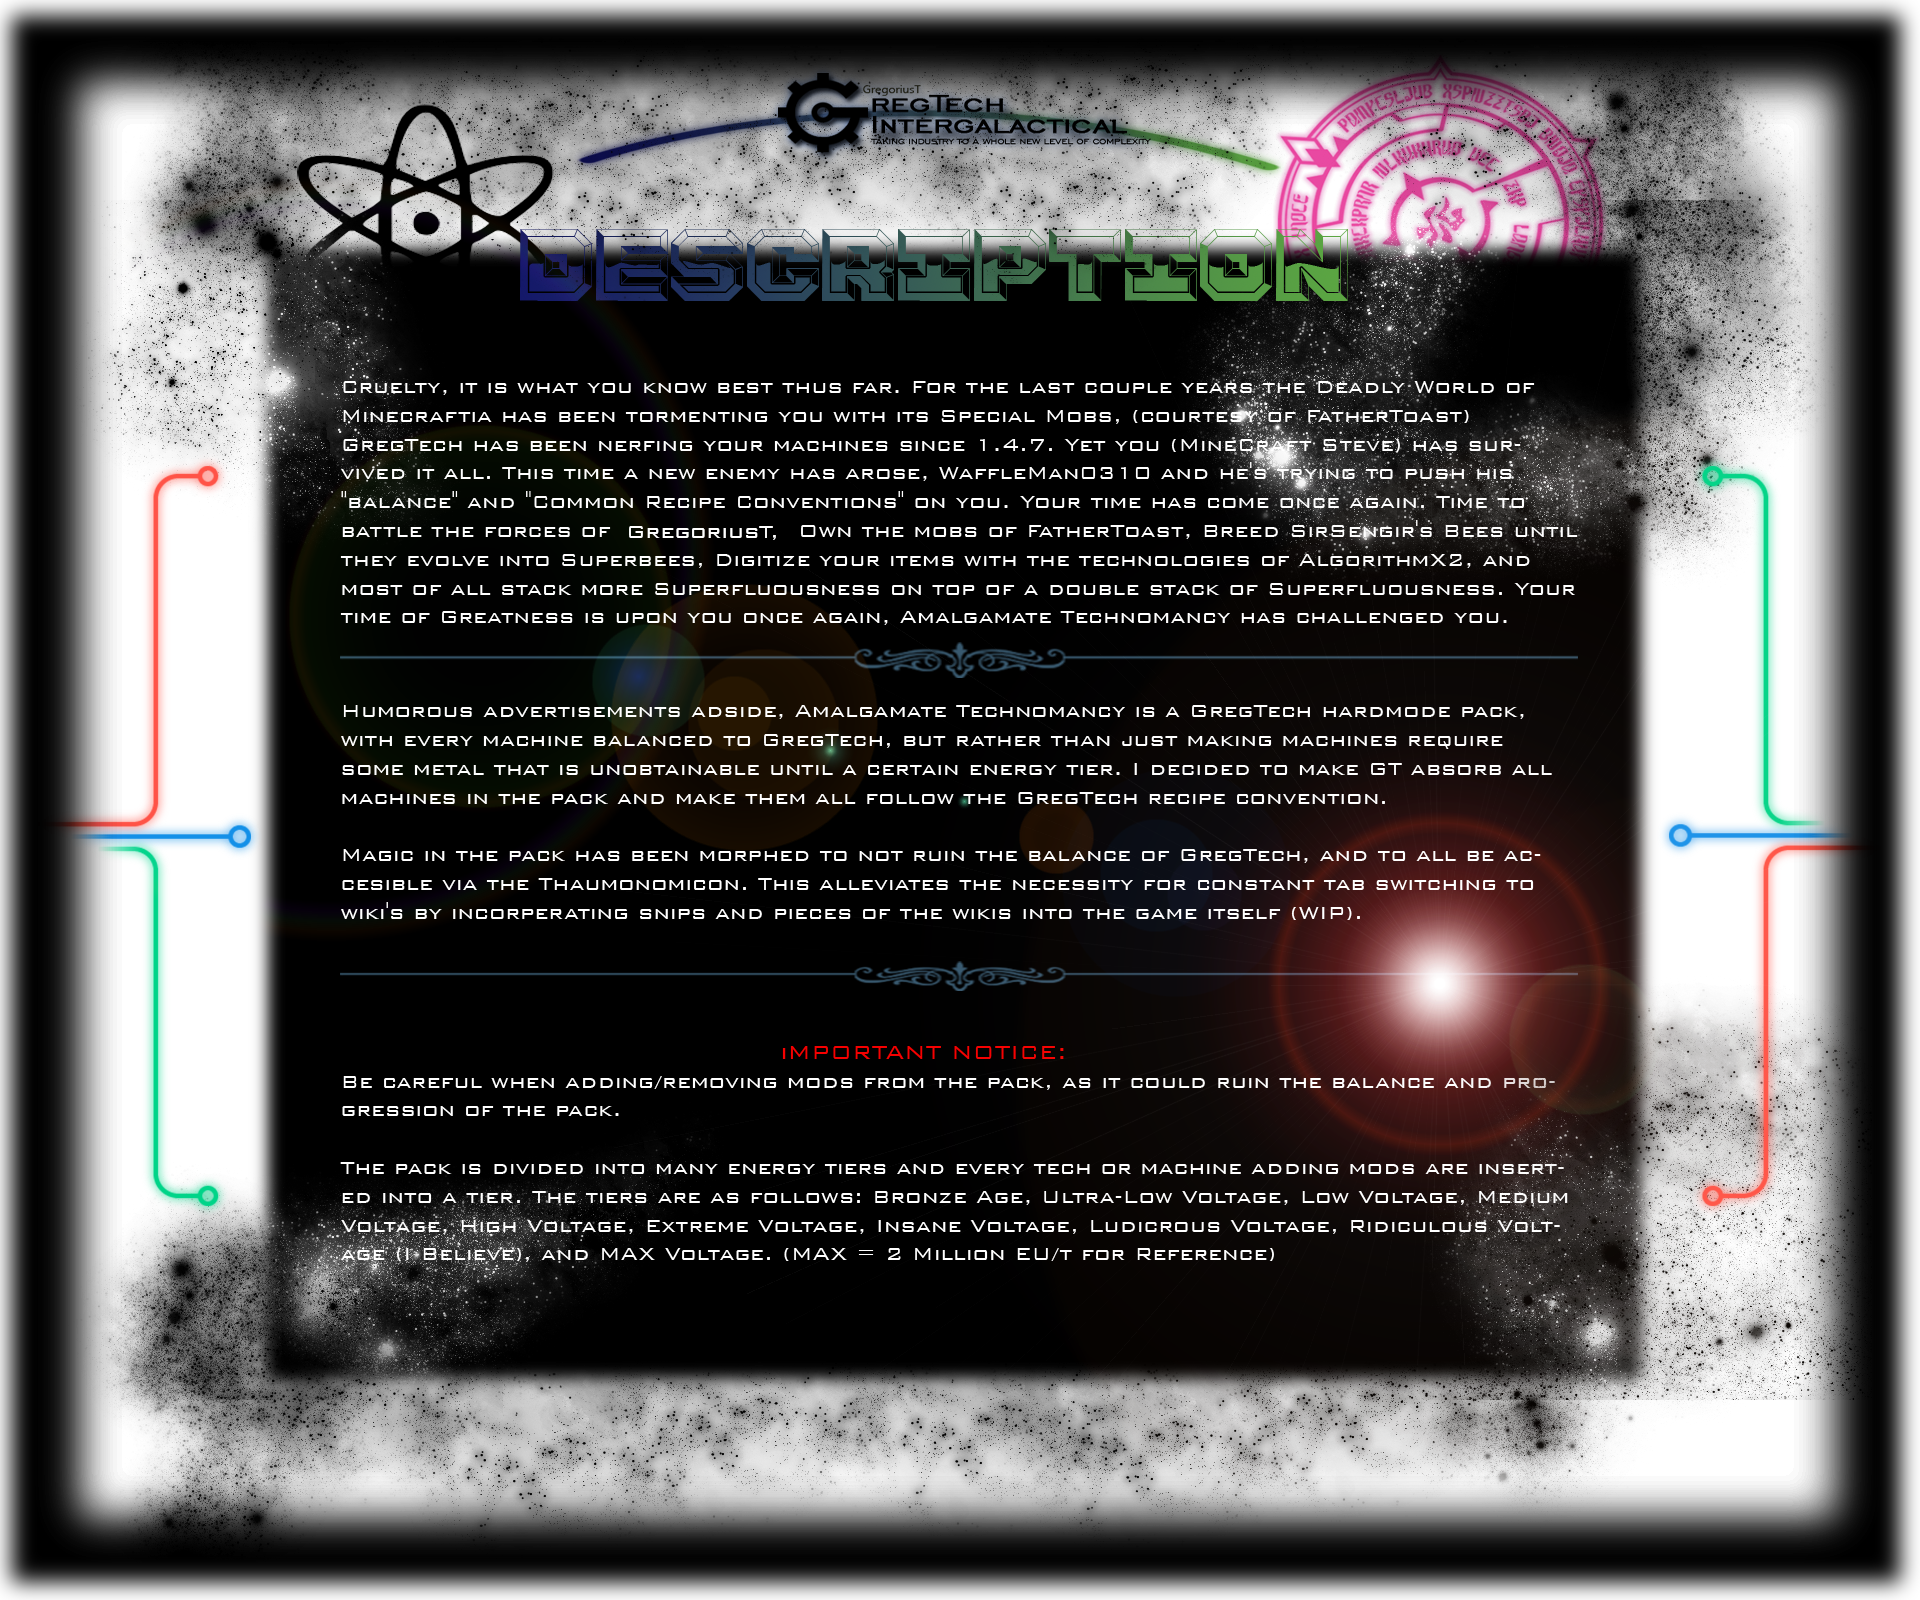 GregoriusT
GregTech
Intergalactical
Taking industry to a whole new level of complexity
DESCRIPTION
Cruelty, it is what you know best thus far. For the last couple years the Deadly World of
Minecraftia has been tormenting you with its Special Mobs, (courtesy of FatherToast)
GregTech has been nerfing your machines since 1.4.7. Yet you (MineCraft Steve) has sur-
vived it all. This time a new enemy has arose, WaffleMan0310 and he's trying to push his
"balance" and "Common Recipe Conventions" on you. Your time has come once again. Time to
battle the forces of GregoriusT, Own the mobs of FatherToast, Breed SirSengir's Bees until
they evolve into Superbees, Digitize your items with the technologies of AlgorithmX2, and
most of all stack more Superfluousness on top of a double stack of Superfluousness. Your
time of Greatness is upon you once again, Amalgamate Technomancy has challenged you.
Humorous advertisements adside, Amalgamate Technomancy is a GregTech hardmode pack,
with every machine balanced to GregTech, but rather than just making machines require
some metal that is unobtainable until a certain energy tier. I decided to make GT absorb all
machines in the pack and make them all follow the GregTech recipe convention.
Magic in the pack has been morphed to not ruin the balance of GregTech, and to all be ac-
cesible via the Thaumonomicon. This alleviates the necessity for constant tab switching to
wiki's by incorperating snips and pieces of the wikis into the game itself (WIP).
iMPORTANT NOTICE:
Be careful when adding/removing mods from the pack, as it could ruin the balance and pro-
gression of the pack.
The pack is divided into many energy tiers and every tech or machine adding mods are insert-
ed into a tier. The tiers are as follows: Bronze Age, Ultra-Low Voltage, Low Voltage, Medium
Voltage, High Voltage, Extreme Voltage, Insane Voltage, Ludicrous Voltage, Ridiculous Volt-
age (I Believe), and MAX Voltage. (MAX = 2 Million EU/t for Reference)